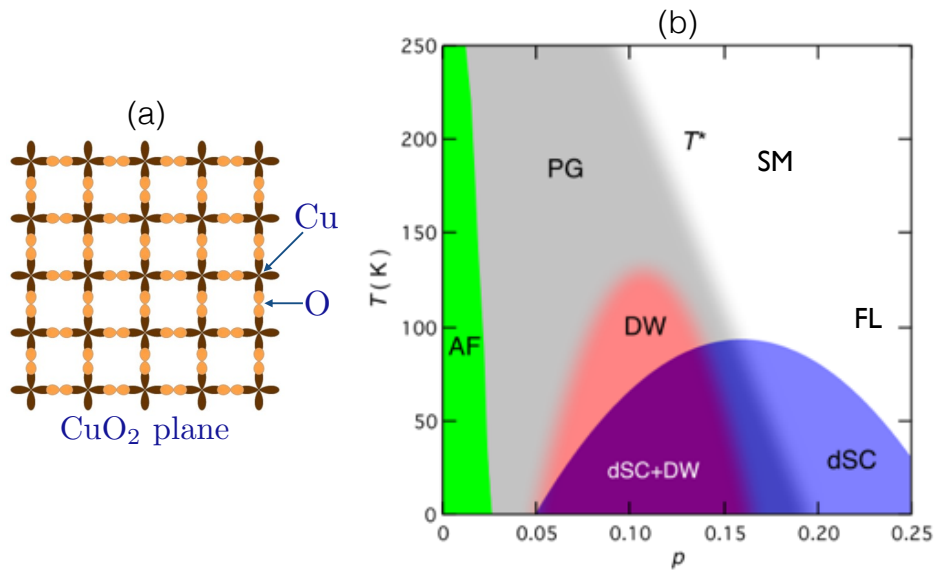 (a)
Cu
O
CuO₂ plane
(b)
250
200
150
100
50
0
T(K)
0
0.05
0.10
0.15
0.20
0.25
p
AF
PG
T*
SM
DW
FL
dSC+DW
dSC